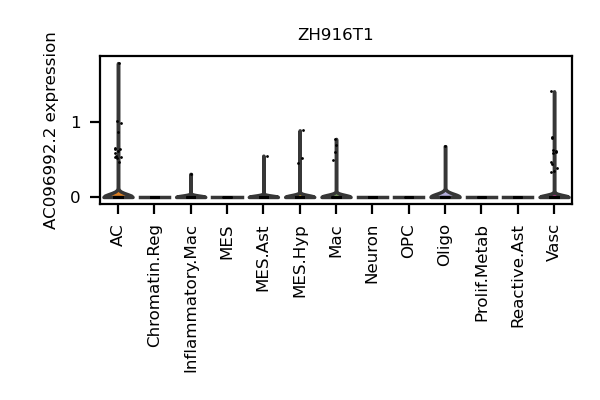 ZH916T1
AC096992.2 expression
1
0
AC
Chromatin.Reg
Inflammatory.Mac
MES
MES.Ast
MES.Hyp
Mac
Neuron
OPC
Oligo
Prolif.Metab
Reactive.Ast
Vasc